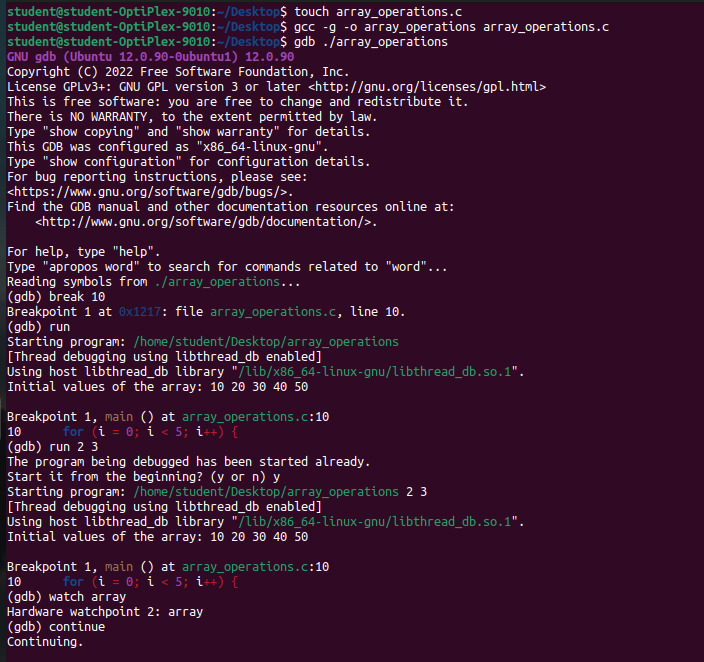 student@student-OptiPlex-9010:~/Desktop$ touch array_operations.c
student@student-OptiPlex-9010:~/Desktop$ gcc -g -o array_operations array_operations.c
student@student-OptiPlex-9010:~/Desktop$ gdb ./array_operations
GNU gdb (Ubuntu 12.0.90-0ubuntu1) 12.0.90
Copyright (C) 2022 Free Software Foundation, Inc.
License GPLv3+: GNU GPL version 3 or later <http://gnu.org/licenses/gpl.html>
This is free software: you are free to change and redistribute it.
There is NO WARRANTY, to the extent permitted by law.
Type "show copying" and "show warranty" for details.
This GDB was configured as "x86_64-linux-gnu".
Type "show configuration" for configuration details.
For bug reporting instructions, please see:
<https://www.gnu.org/software/gdb/bugs/>.
Find the GDB manual and other documentation resources online at:
    <http://www.gnu.org/software/gdb/documentation/>.

For help, type "help".
Type "apropos word" to search for commands related to "word"...
Reading symbols from ./array_operations...
(gdb) break 10
Breakpoint 1 at 0x1217: file array_operations.c, line 10.
(gdb) run
Starting program: /home/student/Desktop/array_operations
[Thread debugging using libthread_db enabled]
Using host libthread_db library "/lib/x86_64-linux-gnu/libthread_db.so.1".
Initial values of the array: 10 20 30 40 50

Breakpoint 1, main () at array_operations.c:10
10      for (i = 0; i < 5; i++) {
(gdb) run 2 3
The program being debugged has been started already.
Start it from the beginning? (y or n) y
Starting program: /home/student/Desktop/array_operations 2 3
[Thread debugging using libthread_db enabled]
Using host libthread_db library "/lib/x86_64-linux-gnu/libthread_db.so.1".
Initial values of the array: 10 20 30 40 50

Breakpoint 1, main () at array_operations.c:10
10      for (i = 0; i < 5; i++) {
(gdb) watch array
Hardware watchpoint 2: array
(gdb) continue
Continuing.